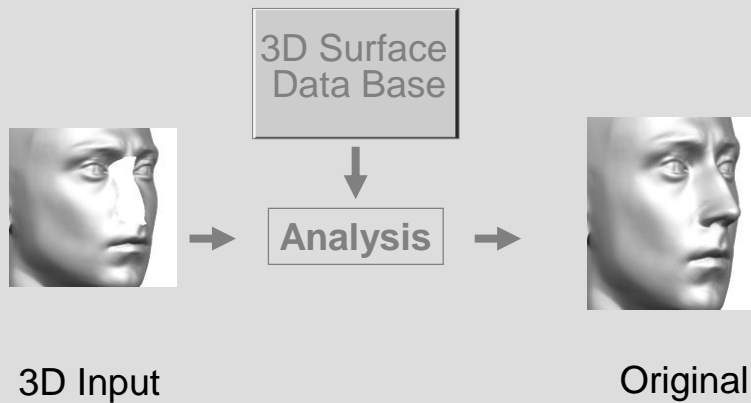 3D Surface
Data Base
Analysis
3D Input
Original